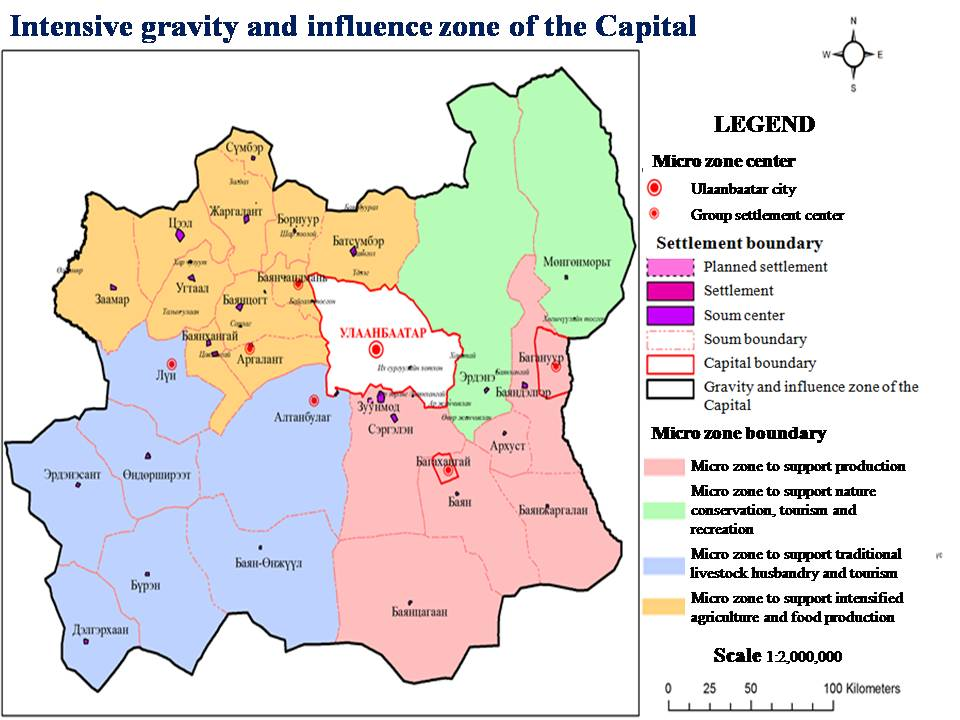 Intensive gravity and influence zone of the Capital
N
W
E
S
LEGEND
Micro zone center
Ulaanbaatar city
Group settlement center
Settlement boundary
Planned settlement
Settlement
Soum center
Soum boundary
Capital boundary
Gravity and influence zone of the
Capital
Micro zone boundary
Micro zone to support production
Micro zone to support nature
conservation, tourism and
recreation
Micro zone to support traditional
livestock husbandry and tourism
Micro zone to support intensified
agriculture and food production
Scale 1:2,000,000
0 25 50 100 Kilometers
Сүмбэр
Жаргалант
Цээл
Борнуур
Батсүмбэр
Мөнгөнморьт
Угтаал
Баянчандмань
Заамар
Баянцогт
УЛААНБААТАР
Баянхангай
Аргалант
Багануур
Лүн
Эрдэнэ
Баяндэлгэр
Зуунмод
Алтанбулаг
Сэргэлэн
Архуст
Багахангай
Эрдэнэсант
Өндөрширээт
Баян
Баянжаргалан
Баян-Өнжүүл
Бүрэн
Баянцагаан
Дэлгэрхаан